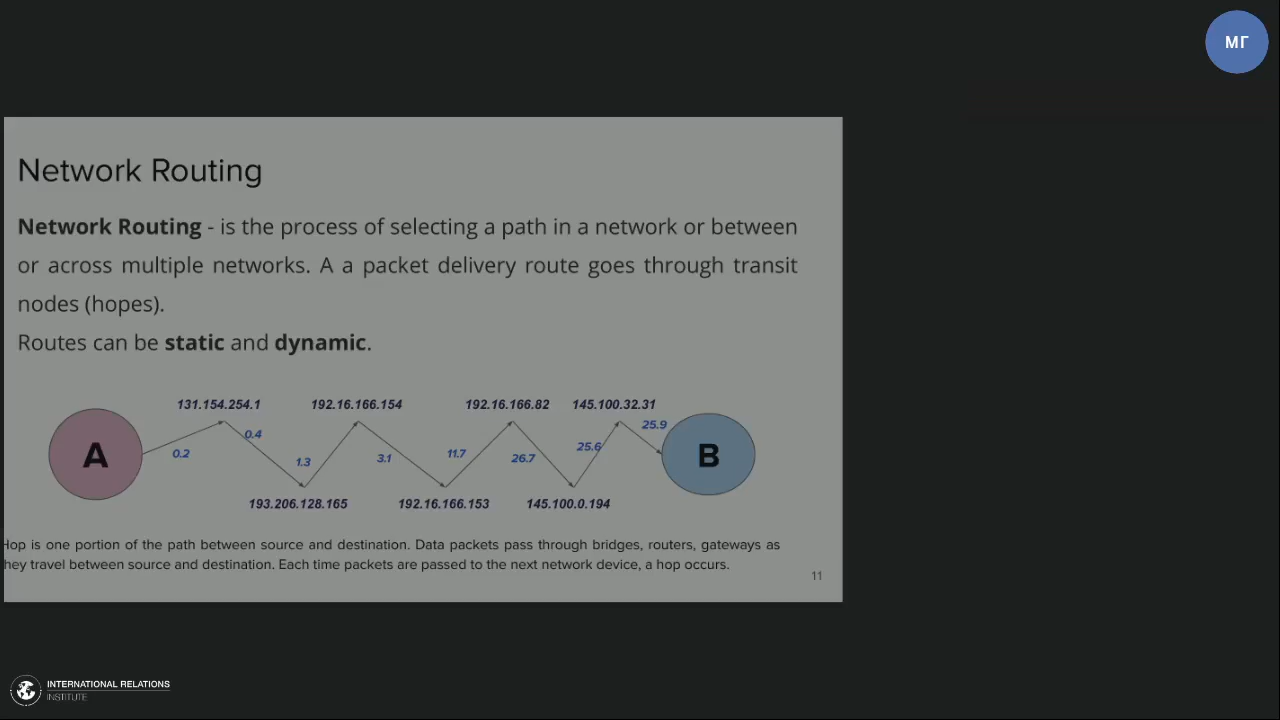 МГ
Network Routing
Network Routing - is the process of selecting a path in a network or between
or across multiple networks. A a packet delivery route goes through transit
nodes (hopes).
Routes can be static and dynamic.
131.154.254.1 192.16.166.154 192.16.166.82 145.100.32.31
0.2 0.4 1.3 3.1 11.7 26.7 25.6 25.9
A B
193.206.128.165 192.16.166.153 145.100.0.194
Hop is one portion of the path between source and destination. Data packets pass through bridges, routers, gateways as
hey travel between source and destination. Each time packets are passed to the next network device, a hop occurs.
11
INTERNATIONAL RELATIONS
INSTITUTE